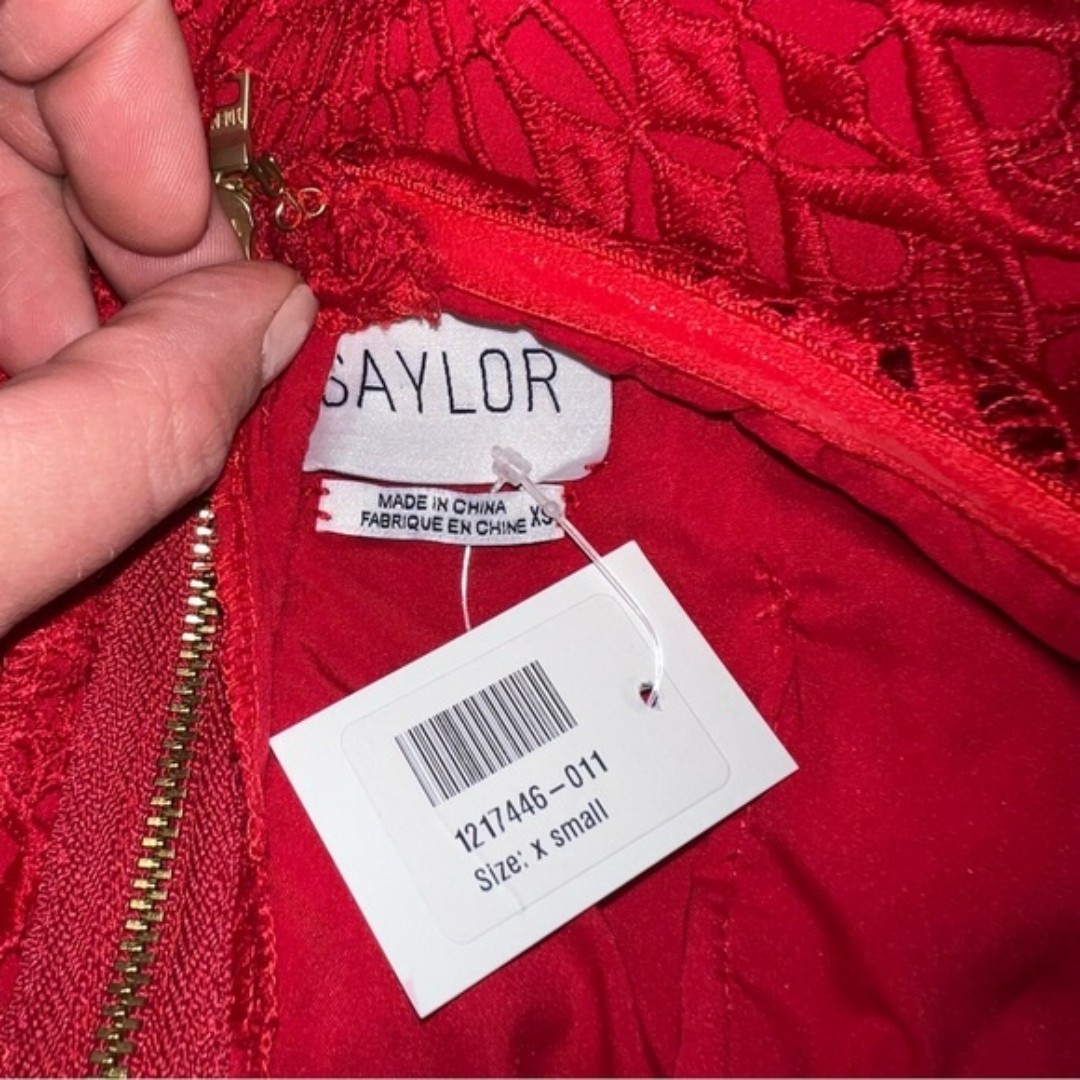 SAYLOR
MADE IN CHINA
FABRIQUE EN CHINE XS
1217446-011
Size: x small